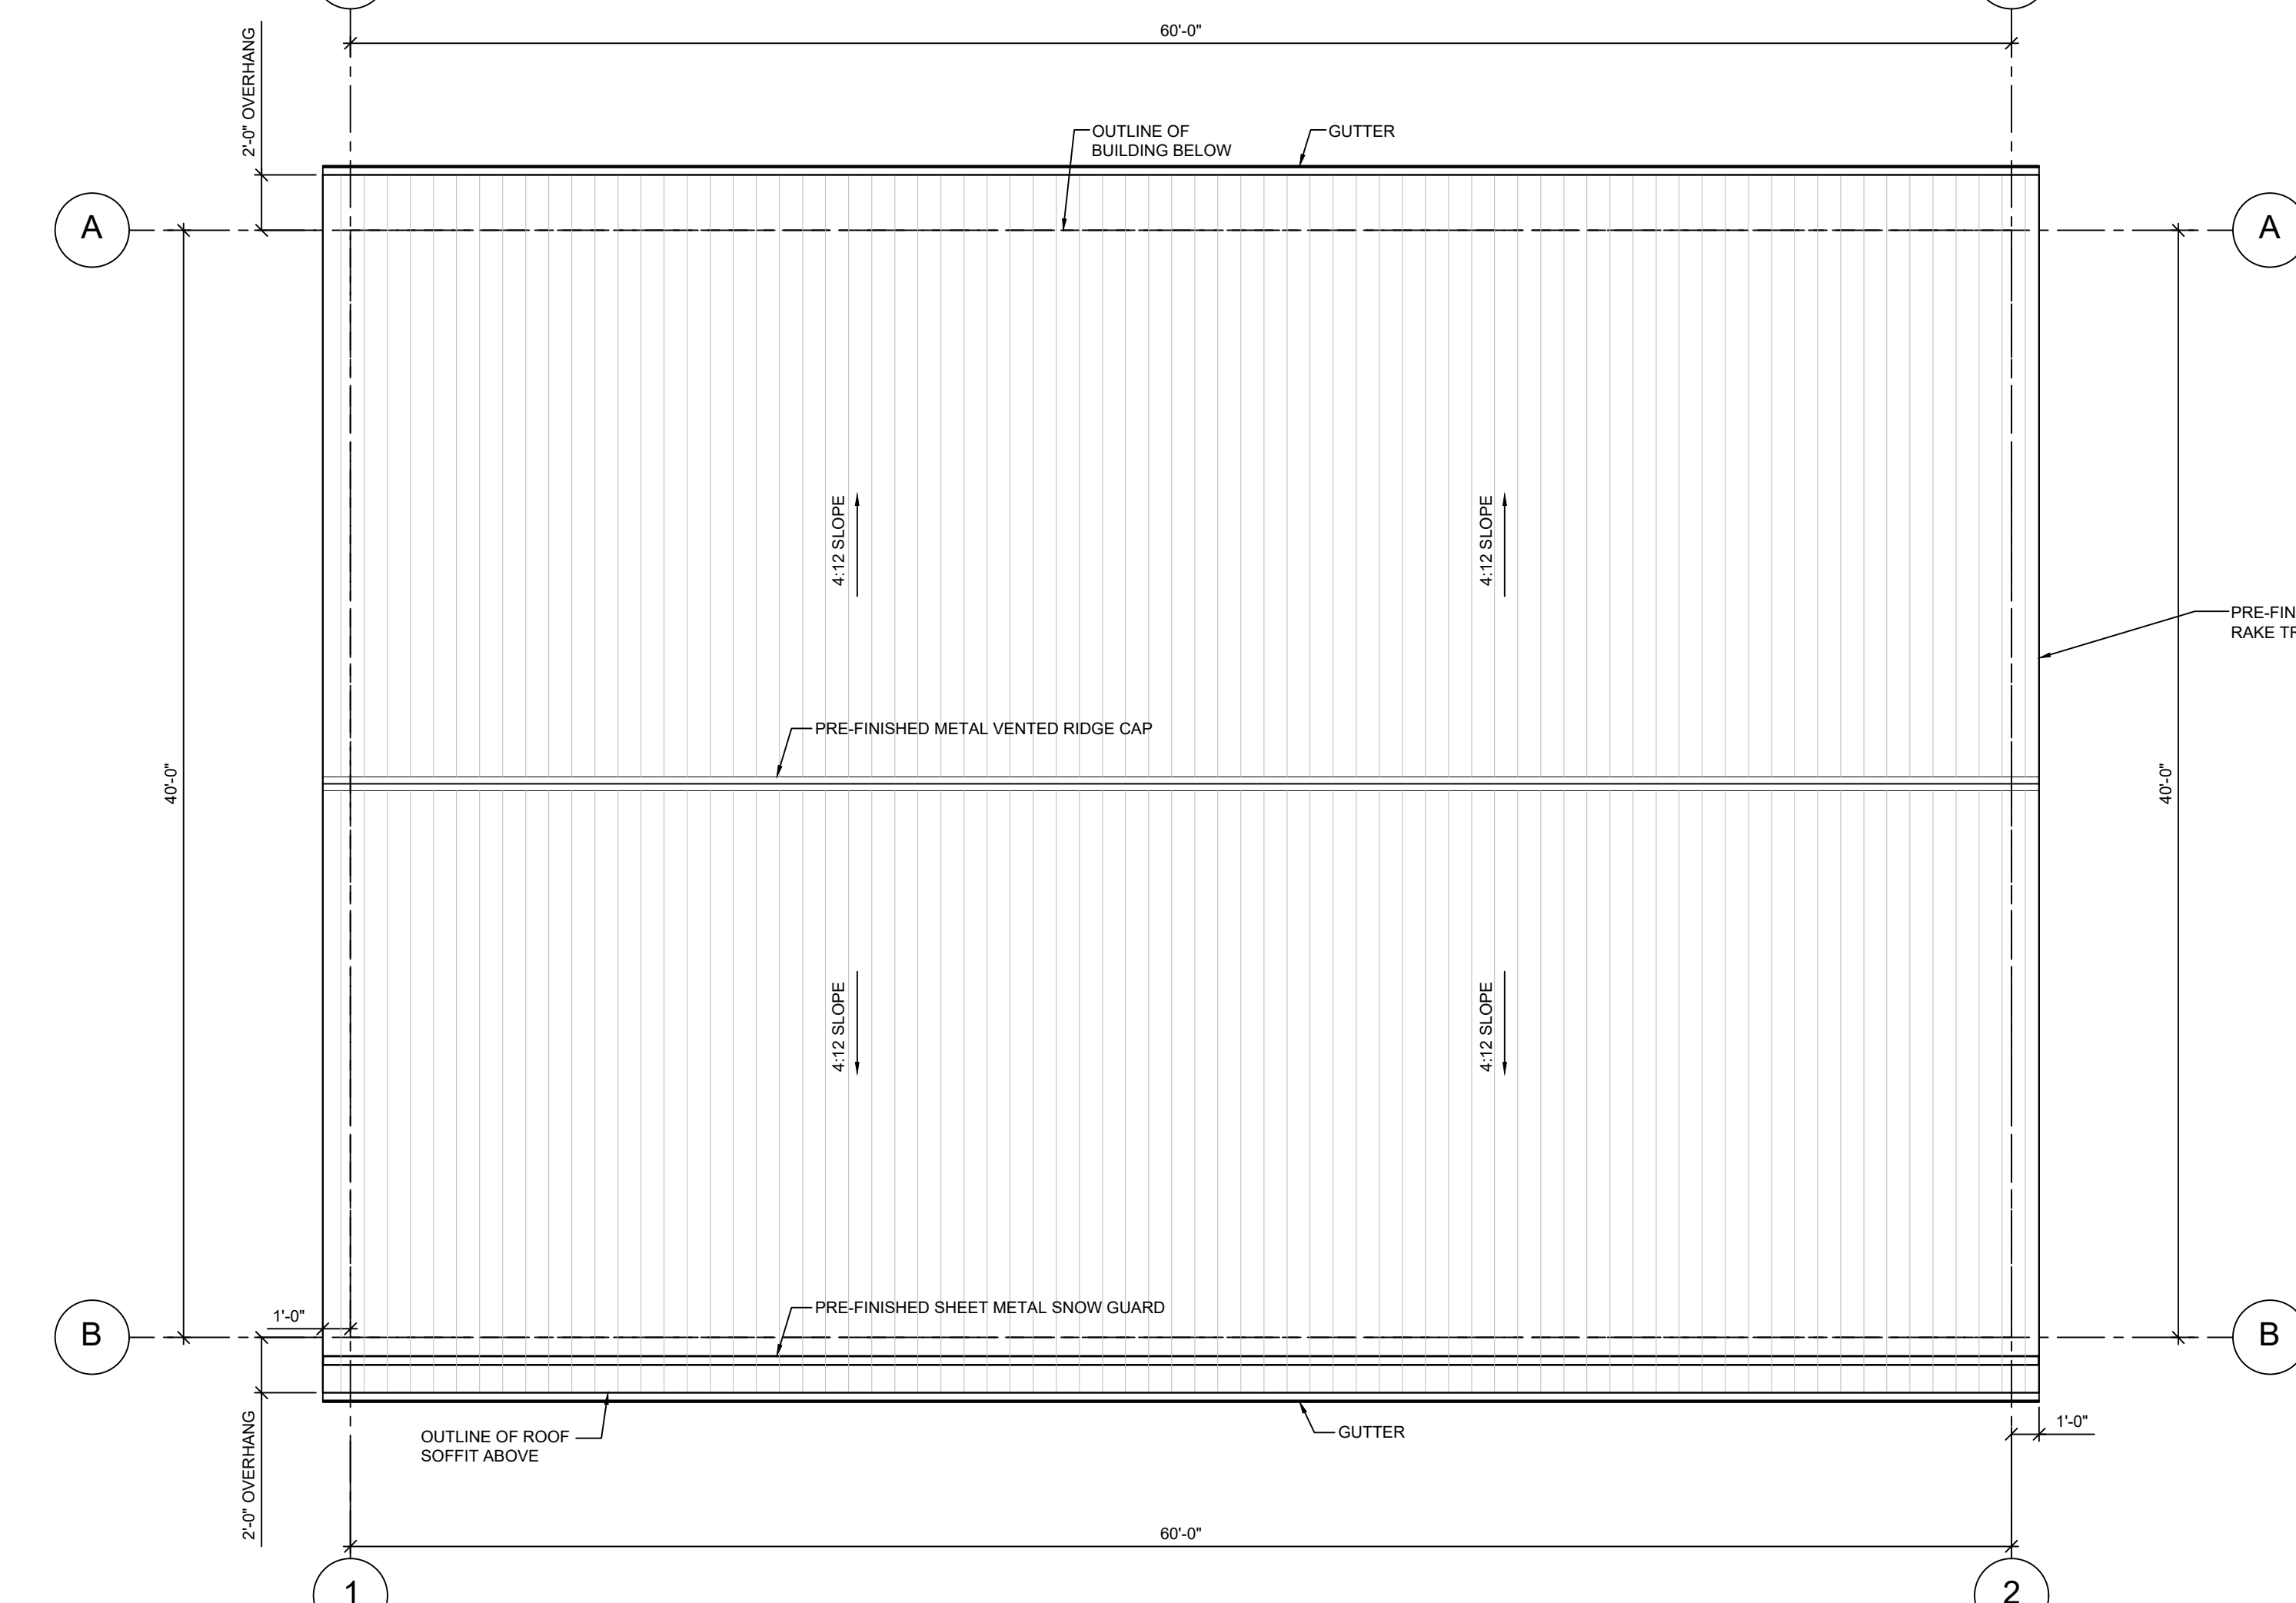 60'-0"
2'-0" OVERHANG
OUTLINE OF
BUILDING BELOW
GUTTER
A
A
4:12 SLOPE
4:12 SLOPE
PRE-FIN
RAKE TR
PRE-FINISHED METAL VENTED RIDGE CAP
40'-0"
40'-0"
4:12 SLOPE
4:12 SLOPE
1'-0"
PRE-FINISHED SHEET METAL SNOW GUARD
B
B
OUTLINE OF ROOF
SOFFIT ABOVE
GUTTER
1'-0"
2'-0" OVERHANG
60'-0"
1
2